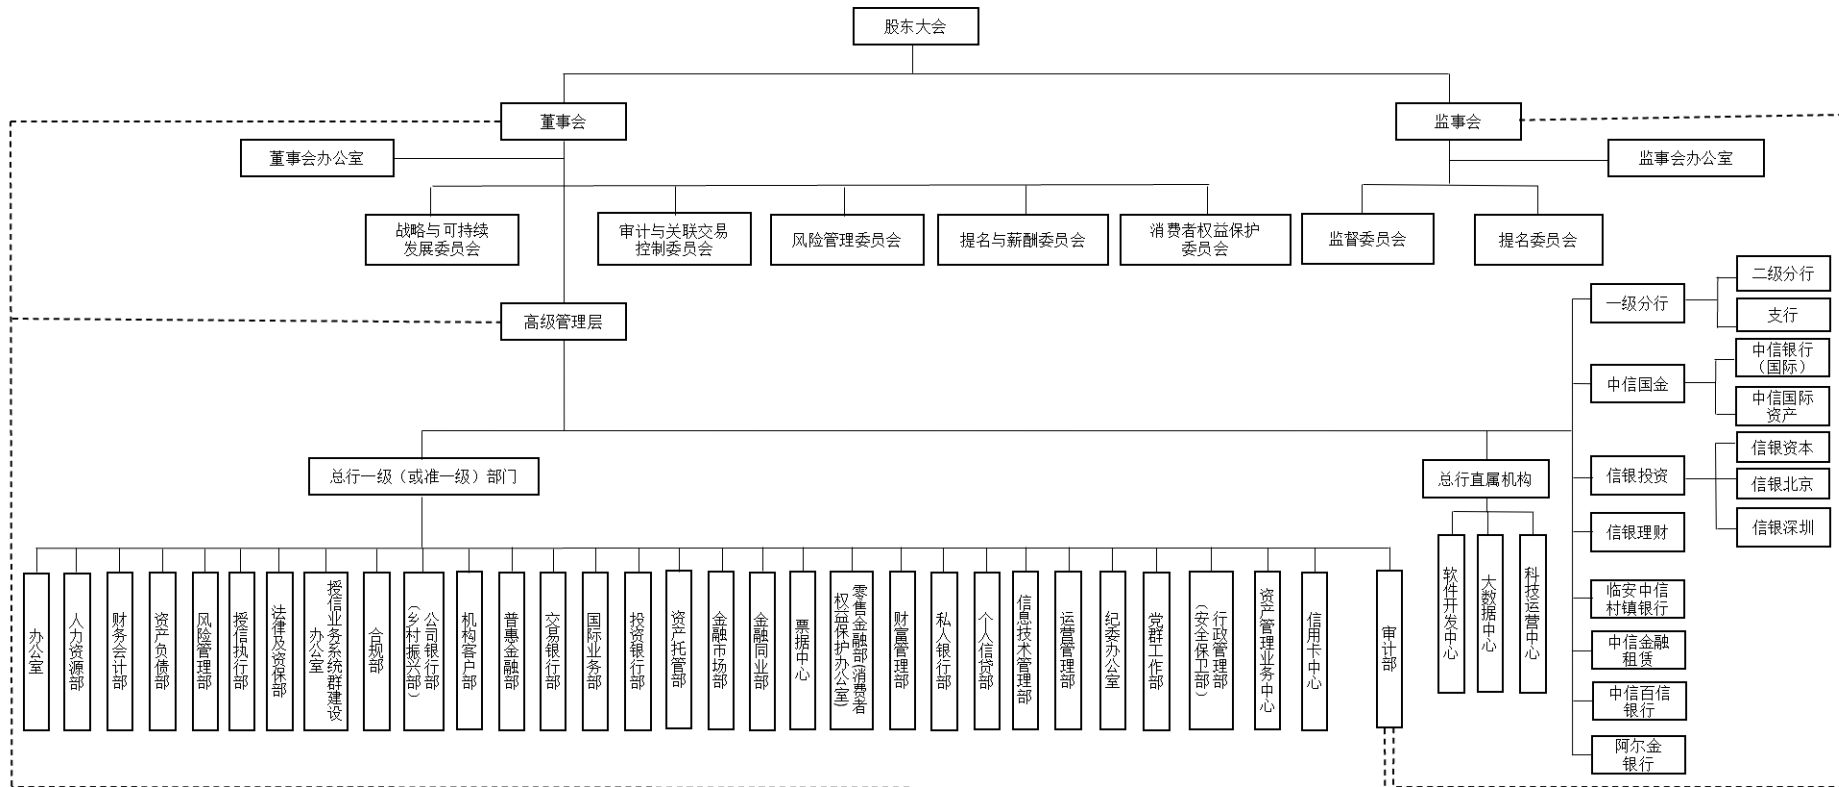 股东大会
董事会
监事会
董事会办公室
监事会办公室
战略与可持续
发展委员会
审计与关联交易
控制委员会
风险管理委员会
提名与薪酬委员会
消费者权益保护
委员会
监督委员会
提名委员会
高级管理层
一级分行
二级分行
支行
中信国金
中信银行
（国际）
中信国际
资产
信银投资
信银资本
信银北京
信银深圳
信银理财
临安中信
村镇银行
中信金融
租赁
中信百信
银行
阿尔金
银行
总行一级（或准一级）部门
总行直属机构
办公室
人力资源部
财务会计部
资产负债部
风险管理部
授信执行部
法律及资保部
授信业务系统群建设
办公室
合规部
公司银行部
（乡村振兴部）
机构客户部
普惠金融部
交易银行部
国际业务部
投资银行部
资产托管部
金融市场部
金融同业部
票据中心
零售金融部(消费者
权益保护办公室)
财富管理部
私人银行部
个人信贷部
信息技术管理部
运营管理部
纪委办公室
党群工作部
行政管理部
（安全保卫部）
资产管理业务中心
信用卡中心
审计部
软件开发中心
大数据中心
科技运营中心